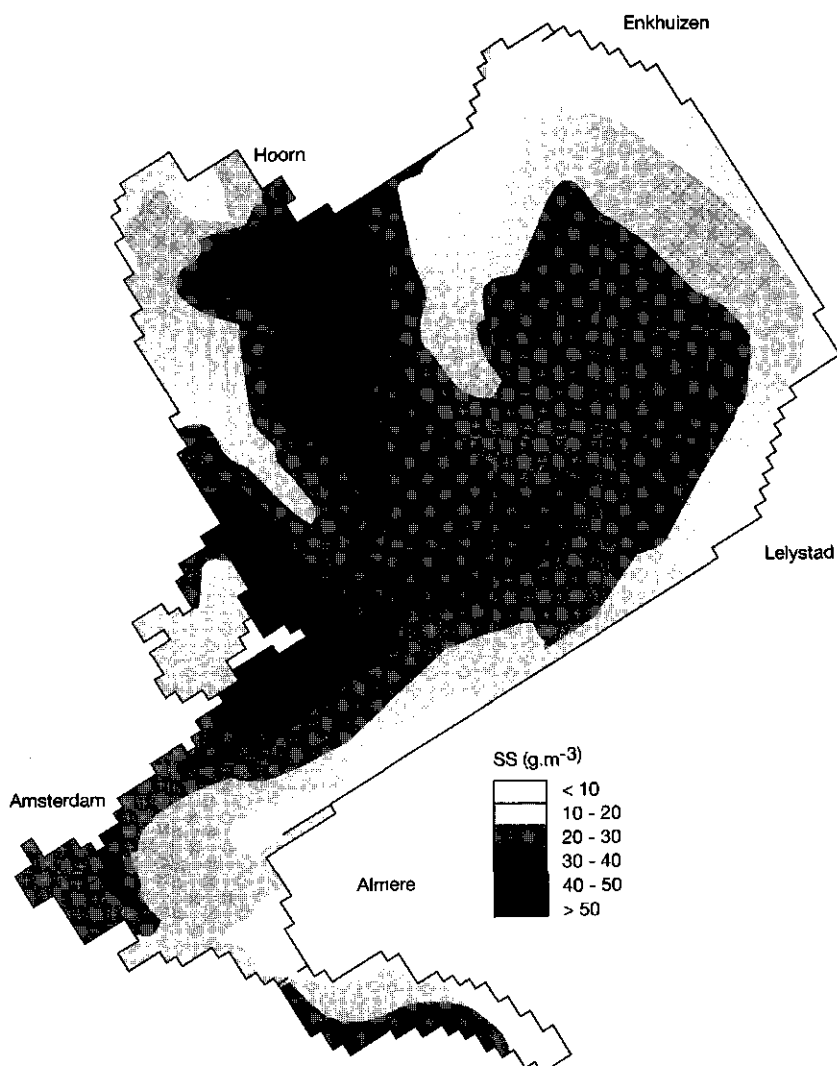 Enkhuizen
Hoorn
Lelystad
SS (g.m-3)
< 10
10 - 20
20 - 30
30 - 40
40 - 50
> 50
Amsterdam
Almere